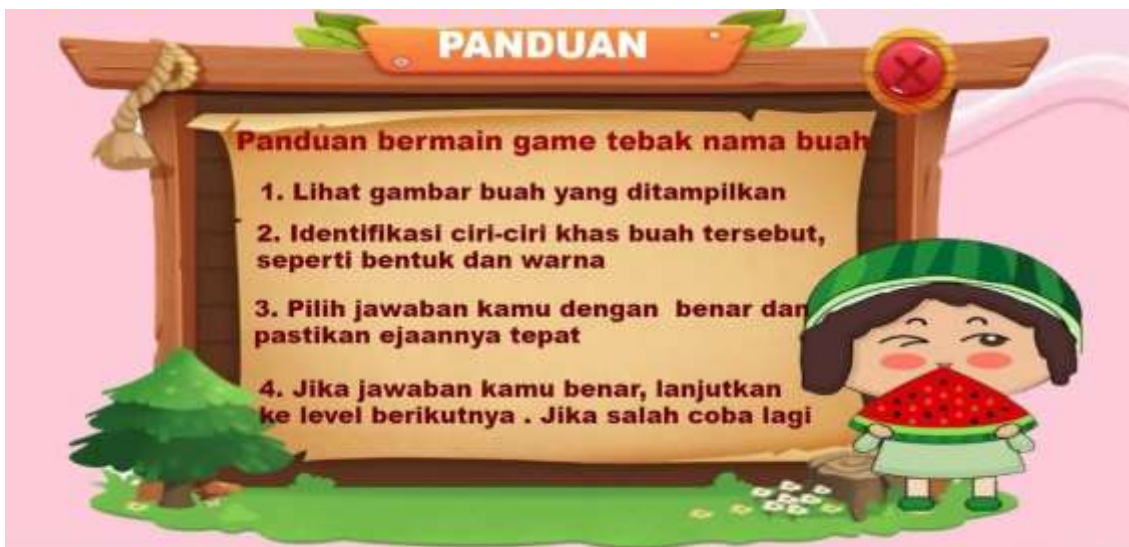 PANDUAN
Panduan bermain game tebak nama buah
1. Lihat gambar buah yang ditampilkan
2. Identifikasi ciri-ciri khas buah tersebut,
seperti bentuk dan warna
3. Pilih jawaban kamu dengan benar dan
pastikan ejaannya tepat
4. Jika jawaban kamu benar, lanjutkan
ke level berikutnya . Jika salah coba lagi